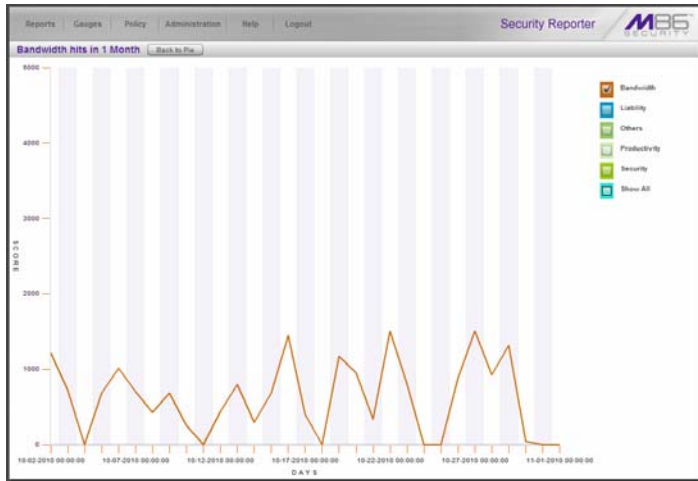 Reports Gauges Policy Administration Help Logout
Security Reporter
M86
SECURITY
Bandwidth hits in 1 Month Back to Pie
5000
4000
3000
2000
1000
0
SCORE
10-02-2010 00:00:00 10-07-2010 00:00:00 10-12-2010 00:00:00 10-17-2010 00:00:00 10-22-2010 00:00:00 10-27-2010 00:00:00 11-01-2010 00:00:00
DAYS
Bandwidth
Liability
Others
Productivity
Security
Show All